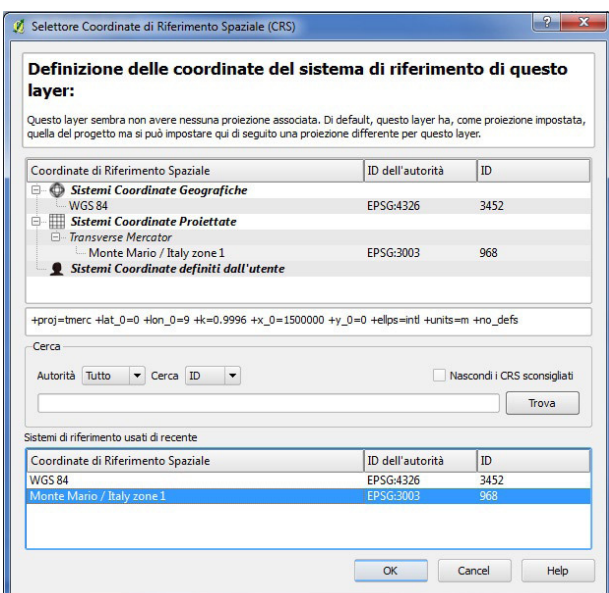 Selettore Coordinate di Riferimento Spaziale (CRS)
Definizione delle coordinate del sistema di riferimento di questo
layer:
Questo layer sembra non avere nessuna proiezione associata. Di default, questo layer ha, come proiezione impostata,
quella del progetto ma si può impostare qui di seguito una proiezione differente per questo layer.
Coordinate di Riferimento Spaziale ID dell'autorità ID
Sistemi Coordinate Geografiche
WGS 84 EPSG:4326 3452
Sistemi Coordinate Proiettate
Transverse Mercator
Monte Mario / Italy zone 1 EPSG:3003 968
Sistemi Coordinate definiti dall'utente
+proj=tmerc +lat_0=0 +lon_0=9 +k=0.9996 +x_0=1500000 +y_0=0 +ellps=intl +units=m +no_defs
Cerca
Autorità Tutto Cerca ID Nascondi i CRS sconsigliati
Trova
Sistemi di riferimento usati di recente
Coordinate di Riferimento Spaziale ID dell'autorità ID
WGS 84 EPSG:4326 3452
Monte Mario / Italy zone 1 EPSG:3003 968
OK Cancel Help